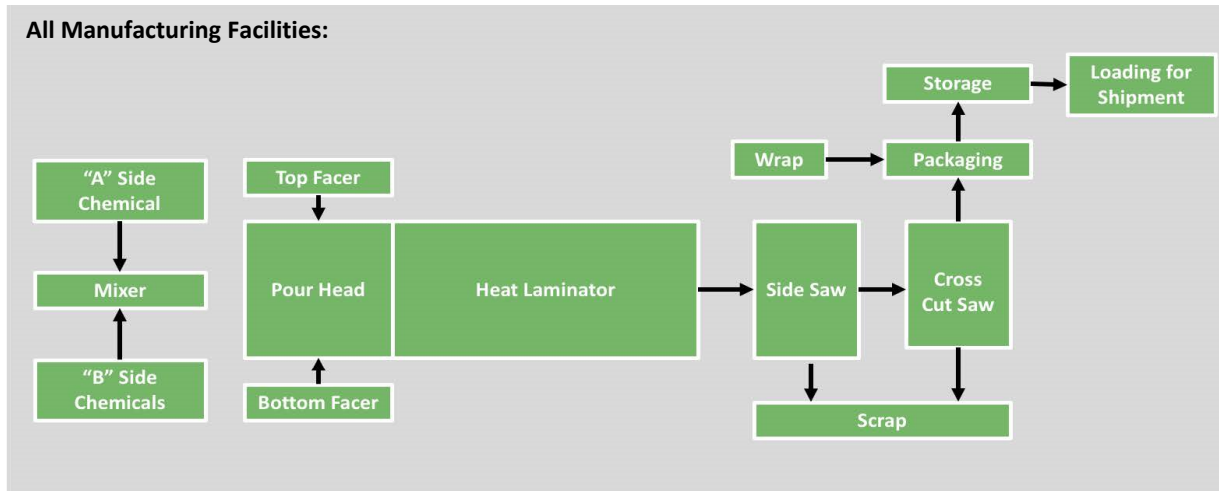 All Manufacturing Facilities:
Storage
Loading for
Shipment
Wrap
Packaging
“A” Side
Chemical
Top Facer
Mixer
Pour Head
Heat Laminator
Side Saw
Cross
Cut Saw
“B” Side
Chemicals
Bottom Facer
Scrap